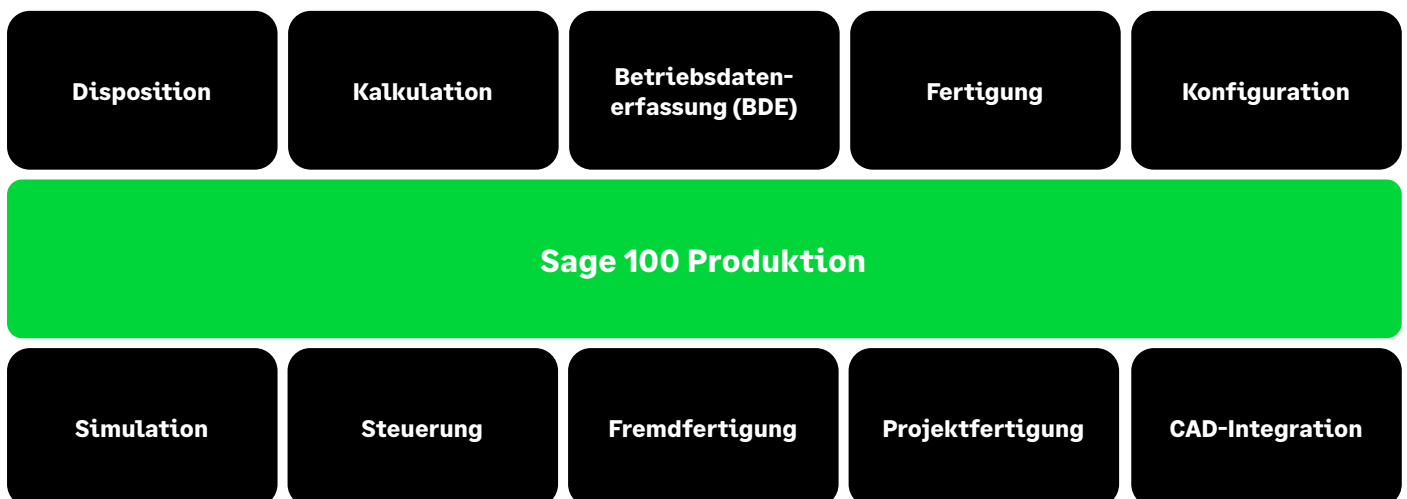 Disposition
Kalkulation
Betriebsdaten-
erfassung (BDE)
Fertigung
Konfiguration
Sage 100 Produktion
Simulation
Steuerung
Fremdfertigung
Projektfertigung
CAD-Integration